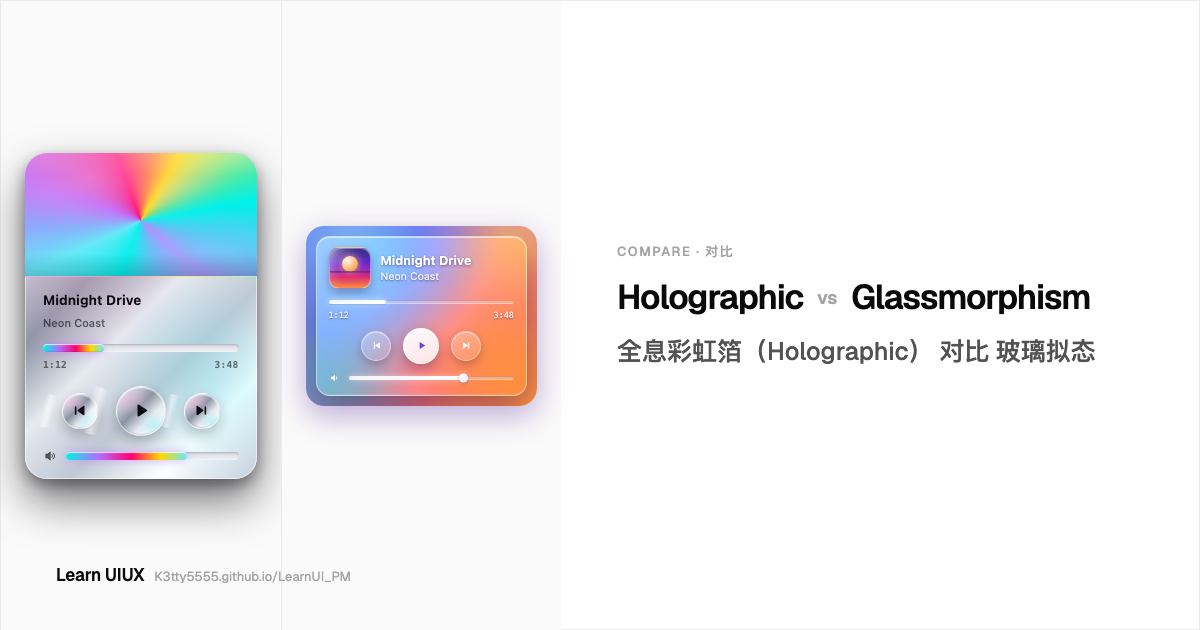 Midnight Drive
Neon Coast
1:12 3:48
Midnight Drive
Neon Coast
1:12 3:48
COMPARE · 对比
Holographic vs Glassmorphism
全息彩虹箔（Holographic） 对比 玻璃拟态
Learn UIUX K3tty5555.github.io/LearnUI_PM